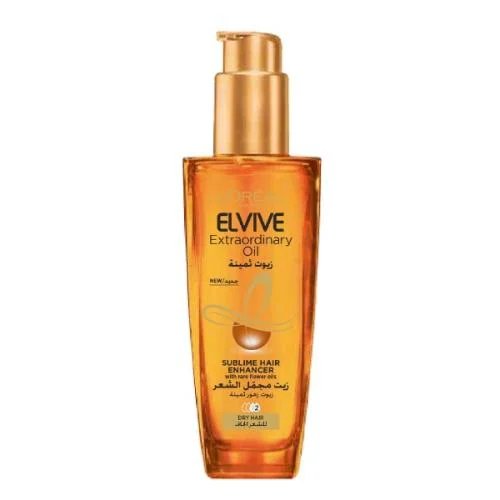 L'ORÉAL
ELVIVE
Extraordinary
Oil
زيوت ثمينة
NEW/جديد
SUBLIME HAIR
ENHANCER
with rare flower oils
زيت مجمّل الشعر
زيوت زهور ثمينة
2
DRY HAIR
للشعر الجاف